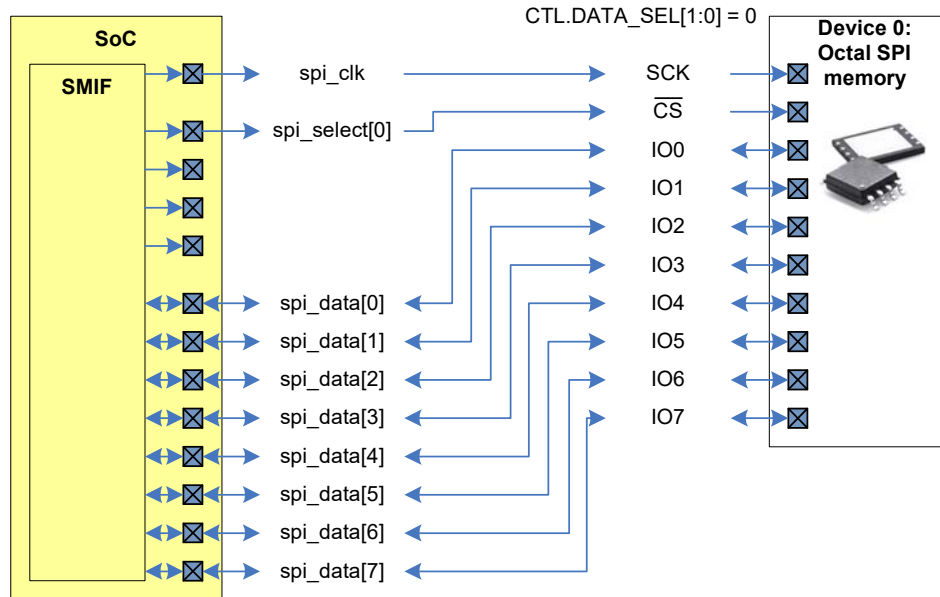 CTL.DATA_SEL[1:0] = 0
SoC
SMIF
Device 0:
Octal SPI
memory
spi_clk
SCK
spi_select[0]
CS
IO0
IO1
IO2
IO3
IO4
IO5
IO6
IO7
spi_data[0]
spi_data[1]
spi_data[2]
spi_data[3]
spi_data[4]
spi_data[5]
spi_data[6]
spi_data[7]